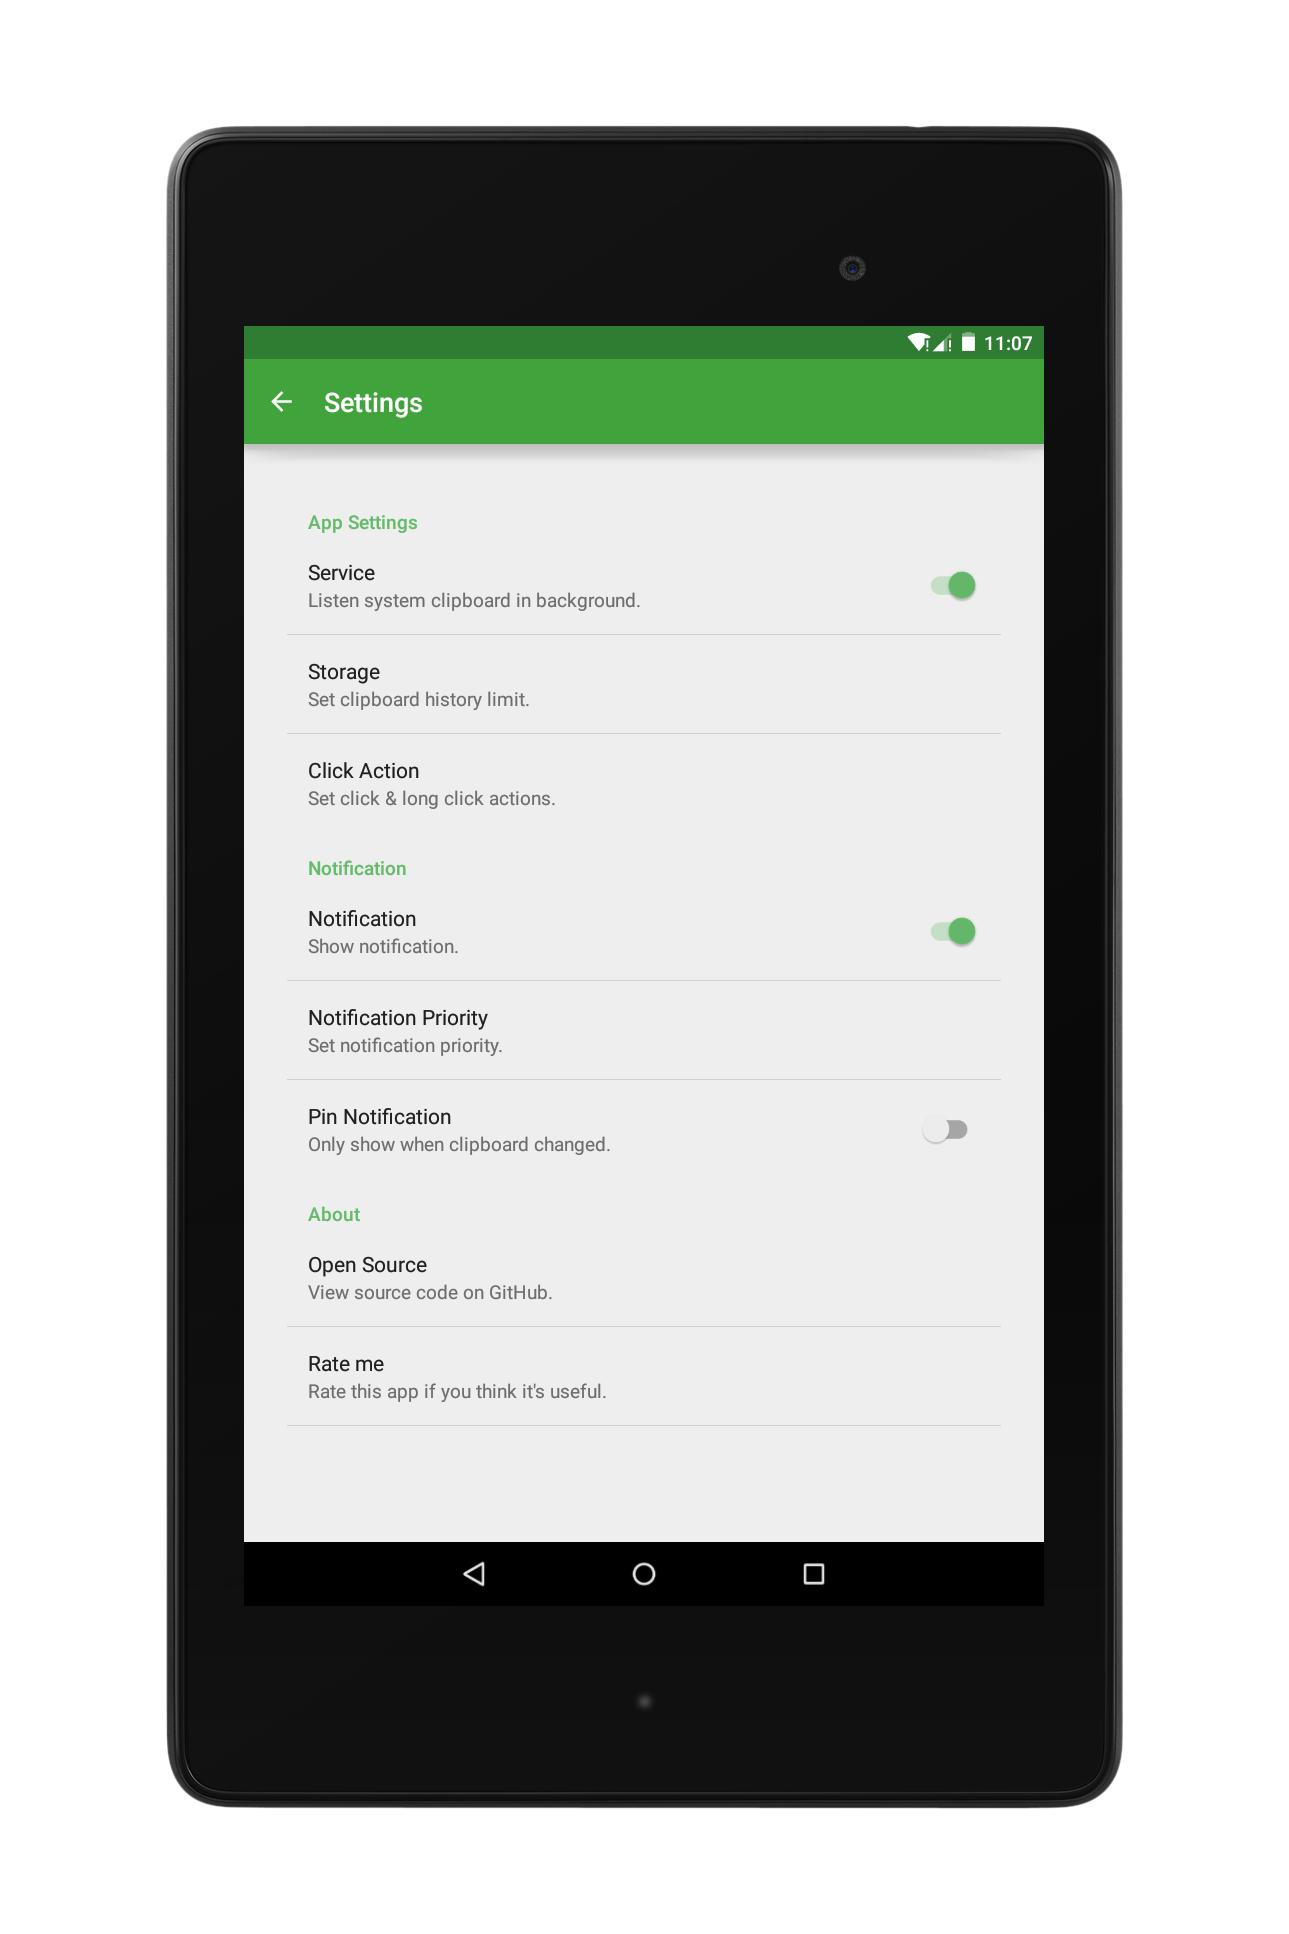 11:07
Settings
App Settings
Service
Listen system clipboard in background.
Storage
Set clipboard history limit.
Click Action
Set click & long click actions.
Notification
Notification
Show notification.
Notification Priority
Set notification priority.
Pin Notification
Only show when clipboard changed.
About
Open Source
View source code on GitHub.
Rate me
Rate this app if you think it's useful.